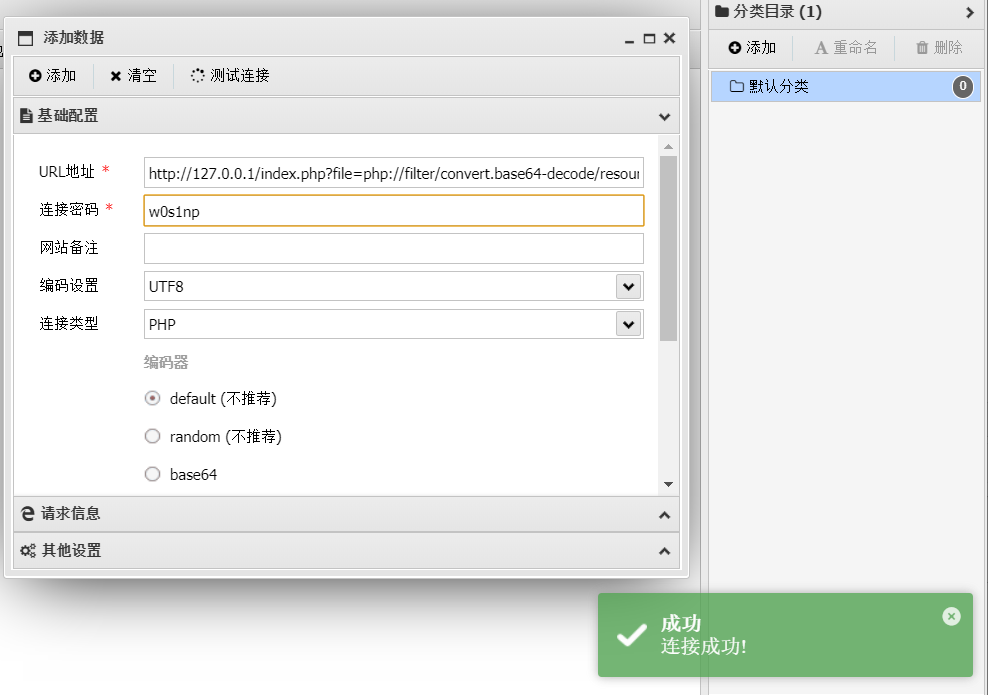 添加数据
添加 清空 测试连接
基础配置
URL地址 * http://127.0.0.1/index.php?file=php://filter/convert.base64-decode/resour
连接密码 * w0s1np
网站备注
编码设置 UTF8
连接类型 PHP
编码器
default (不推荐)
random (不推荐)
base64
请求信息
其他设置
分类目录 (1)
添加 重命名 删除
默认分类 0
成功
连接成功!